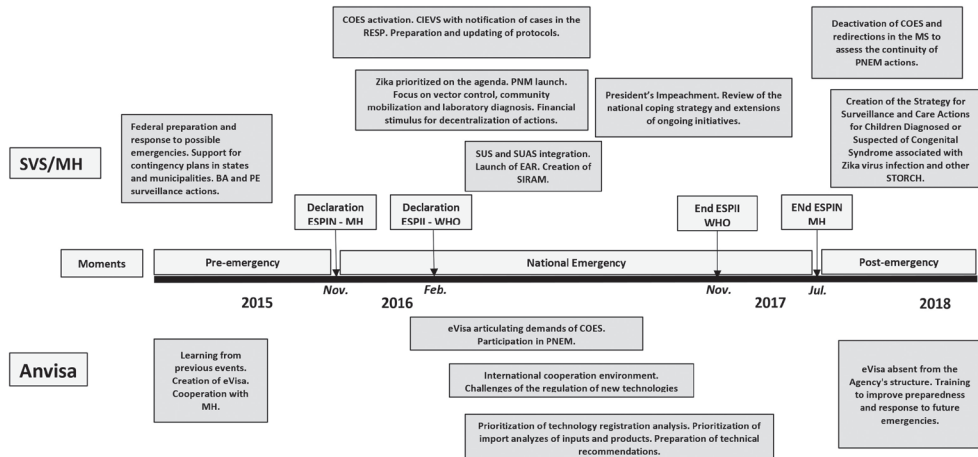 COES activation. CIEVS with notification of cases in the
RESP. Preparation and updating of protocols.
Deactivation of COES and
redirections in the MS to
assess the continuity of
PNEM actions.
Zika prioritized on the agenda. PNM launch.
Focus on vector control, community
mobilization and laboratory diagnosis. Financial
stimulus for decentralization of actions.
President's Impeachment. Review of the
national coping strategy and extensions
of ongoing initiatives.
Creation of the Strategy for
Surveillance and Care Actions
for Children Diagnosed or
Suspected of Congenital
Syndrome associated with
Zika virus infection and other
STORCH.
Federal preparation and
response to possible
emergencies. Support for
contingency plans in states
and municipalities. BA and PE
surveillance actions.
SVS/MH
SUS and SUAS integration.
Launch of EAR. Creation of
SIRAM.
Declaration
ESPIN - MH
Declaration
ESPII - WHO
End ESPII
WHO
ENd ESPIN
MH
Moments
Pre-emergency
National Emergency
Post-emergency
Nov.
Feb.
Nov.
Jul.
2015
2016
2017
2018
Anvisa
Learning from
previous events.
Creation of eVisa.
Cooperation with
MH.
eVisa articulating demands of COES.
Participation in PNEM.
International cooperation environment.
Challenges of the regulation of new technologies
Prioritization of technology registration analysis. Prioritization of
import analyzes of inputs and products. Preparation of technical
recommendations.
eVisa absent from the
Agency's structure. Training
to improve preparedness
and response to future
emergencies.